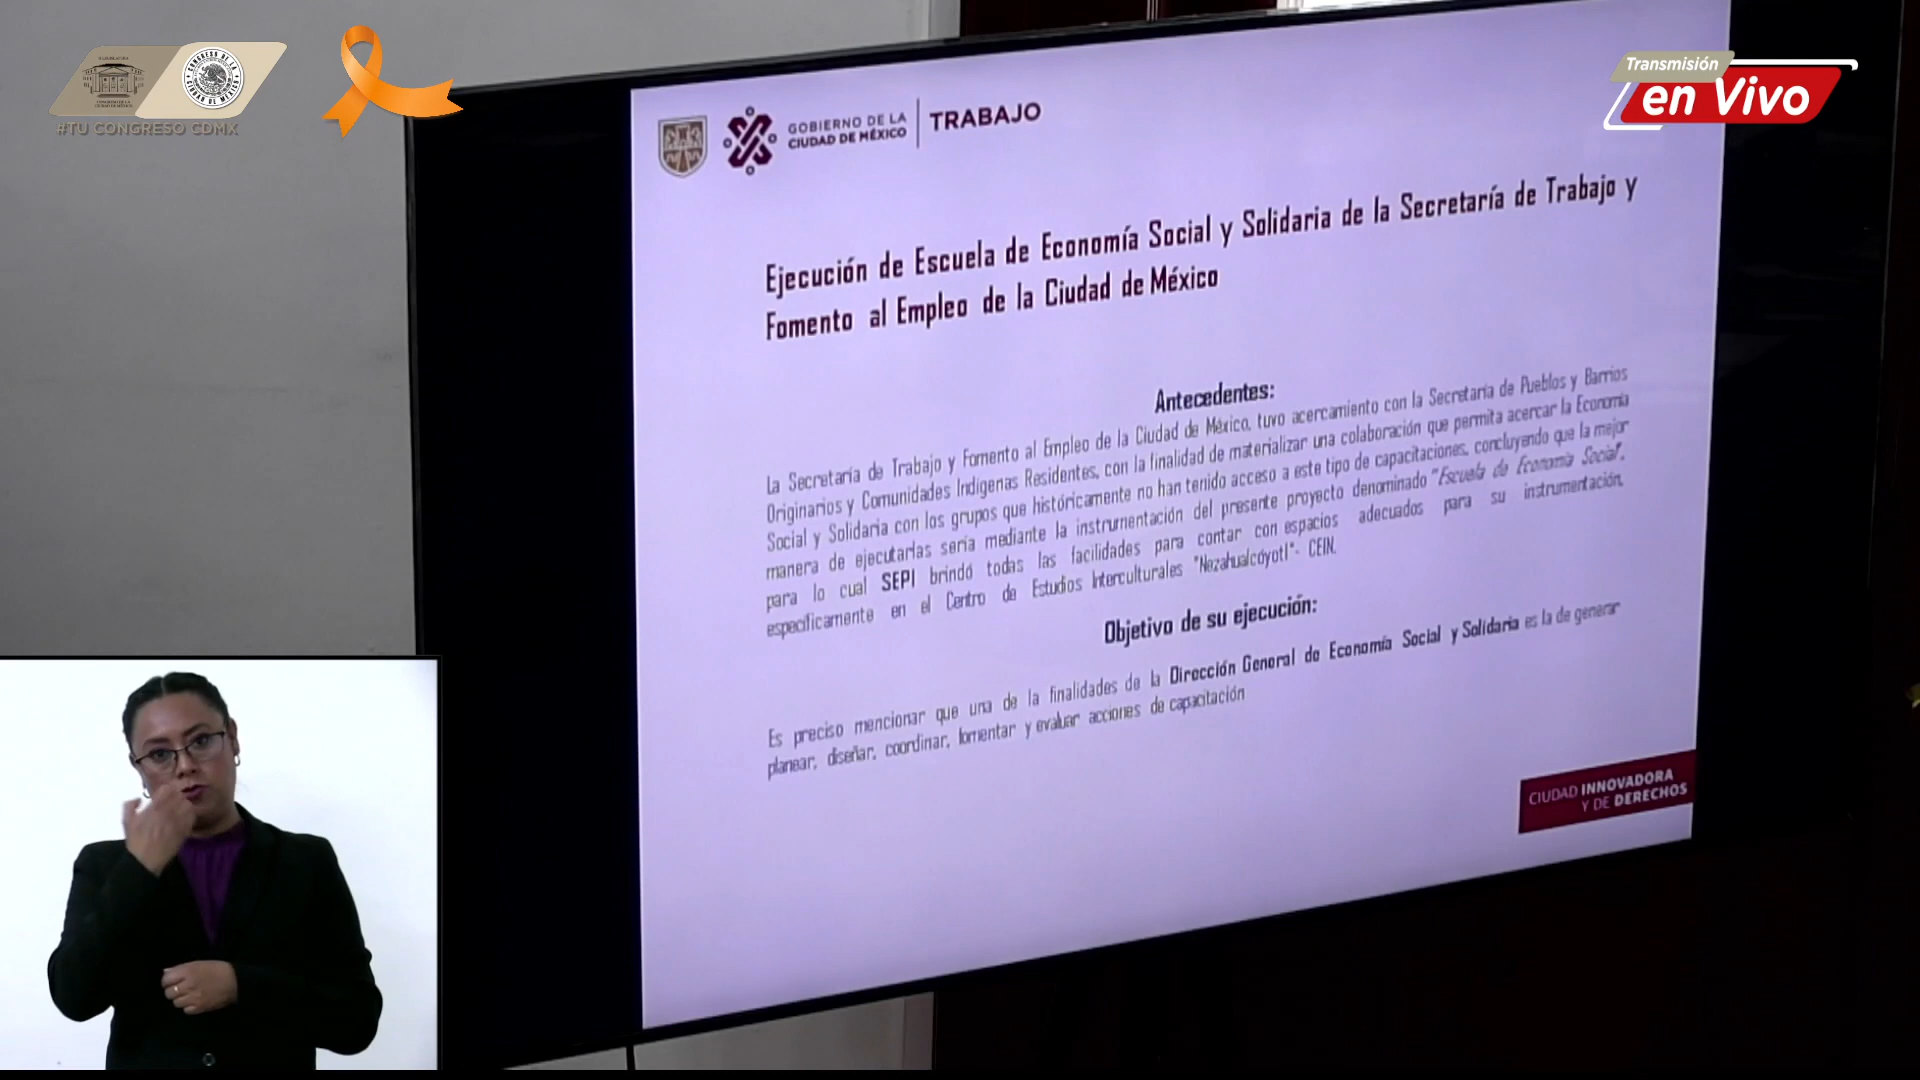 #TU CONGRESO CDMX
Transmisión
en Vivo
GOBIERNO DE LA
CIUDAD DE MÉXICO
TRABAJO
Ejecución de Escuela de Economía Social y Solidaria de la Secretaría de Trabajo y
Fomento al Empleo de la Ciudad de México
Antecedentes:
La Secretaría de Trabajo y Fomento al Empleo de la Ciudad de México, tuvo acercamiento con la Secretaría de Pueblos y Barrios
Originarios y Comunidades Indígenas Residentes, con la finalidad de materializar una colaboración que permita acercar la Economía
Social y Solidaria con los grupos que históricamente no han tenido acceso a este tipo de capacitaciones, concluyendo que la mejor
manera de ejecutarlas sería mediante la instrumentación del presente proyecto denominado "Escuela de Economía Social",
para lo cual SEPI brindó todas las facilidades para contar con espacios adecuados para su instrumentación,
específicamente en el Centro de Estudios Interculturales "Nezahualcóyotl"- CEIN.
Objetivo de su ejecución:
Es preciso mencionar que una de la finalidades de la Dirección General de Economía Social y Solidaria es la de generar
planear, diseñar, coordinar, fomentar y evaluar acciones de capacitación
CIUDAD INNOVADORA
Y DE DERECHOS